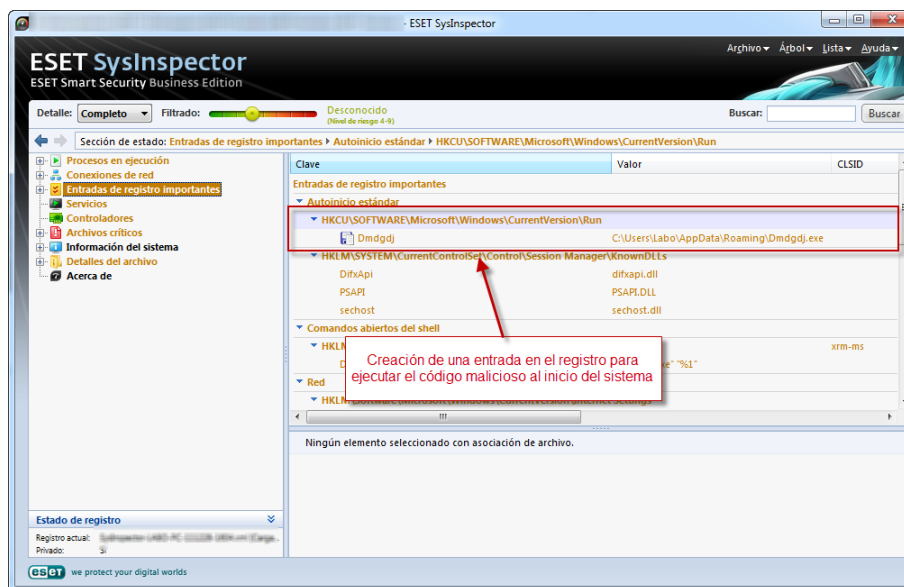 - ESET SysInspector
ESET SysInspector
ESET Smart Security Business Edition
Archivo Árbol Lista Ayuda
Detalle: Completo Filtrado: Desconocido
(Nivel de riesgo 4-9)
Buscar: Buscar
Sección de estado: Entradas de registro importantes Autoinicio estándar HKCU\SOFTWARE\Microsoft\Windows\CurrentVersion\Run
Procesos en ejecución
Conexiones de red
Entradas de registro importantes
Servicios
Controladores
Archivos críticos
Información del sistema
Detalles del archivo
Acerca de
Clave Valor CLSID
Entradas de registro importantes
Autoinicio estándar
HKCU\SOFTWARE\Microsoft\Windows\CurrentVersion\Run
Dmdgdj C:\Users\Labo\AppData\Roaming\Dmdgdj.exe
HKLM\SYSTEM\CurrentControlSet\Control\Session Manager\KnownDLLs
DifxApi difxapi.dll
PSAPI PSAPI.DLL
sechost sechost.dll
Comandos abiertos del shell
HKLM xrm-ms
"%1"
Creación de una entrada en el registro para
ejecutar el código malicioso al inicio del sistema
Red
Ningún elemento seleccionado con asociación de archivo.
Estado de registro
Registro actual:
Privado: Sí
eset we protect your digital worlds